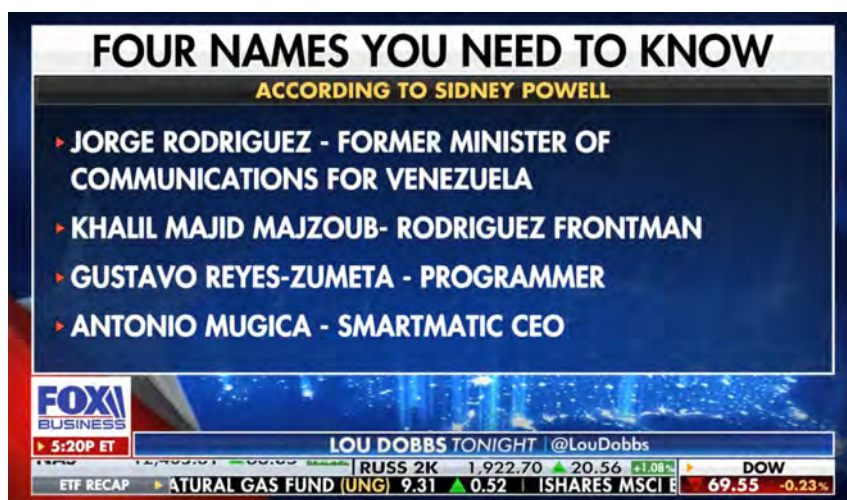 FOUR NAMES YOU NEED TO KNOW
ACCORDING TO SIDNEY POWELL
JORGE RODRIGUEZ - FORMER MINISTER OF
COMMUNICATIONS FOR VENEZUELA
KHALIL MAJID MAJZOUB- RODRIGUEZ FRONTMAN
GUSTAVO REYES-ZUMETA - PROGRAMMER
ANTONIO MUGICA - SMARTMATIC CEO
FOX
BUSINESS
5:20P ET
LOU DOBBS TONIGHT | @LouDobbs
RUSS 2K 1,922.70 20.56 +1.08% DOW
ETF RECAP ATURAL GAS FUND (UNG) 9.31 0.52 ISHARES MSCI E 69.55 -0.23%